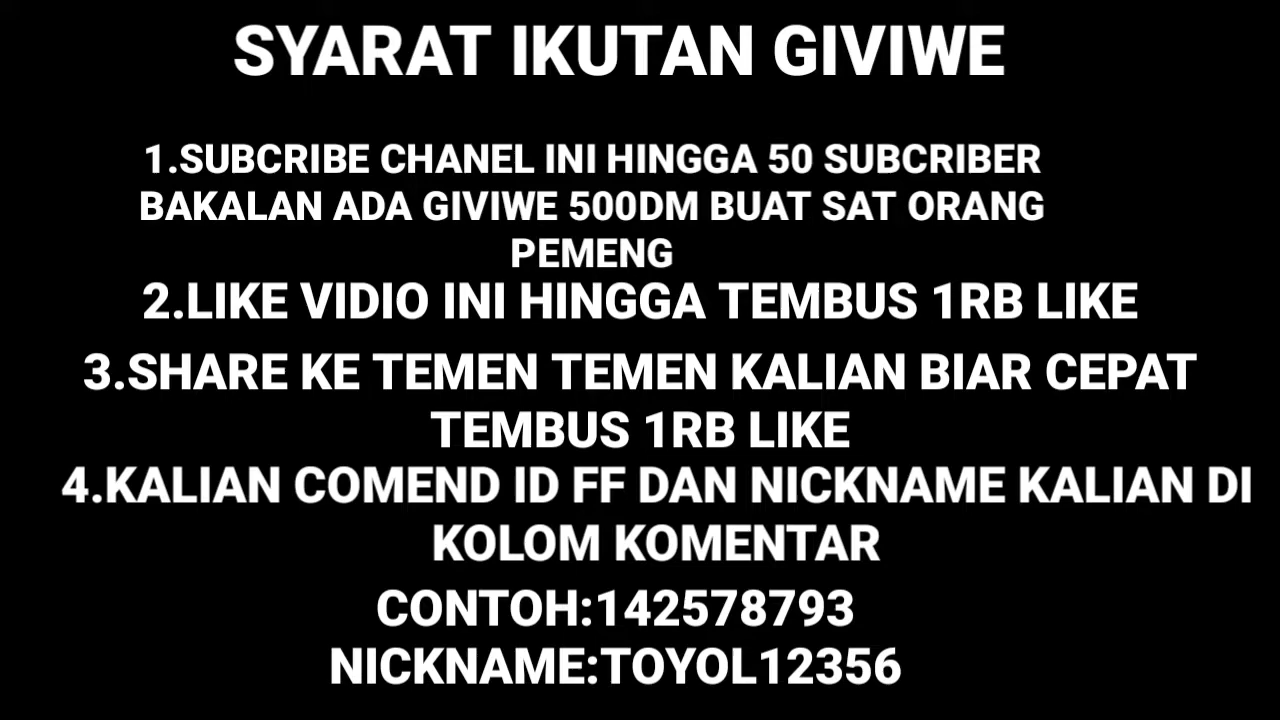 SYARAT IKUTAN GIVIWE
1.SUBCRIBE CHANEL INI HINGGA 50 SUBCRIBER
BAKALAN ADA GIVIWE 500DM BUAT SAT ORANG
PEMENG
2.LIKE VIDIO INI HINGGA TEMBUS 1RB LIKE
3.SHARE KE TEMEN TEMEN KALIAN BIAR CEPAT
TEMBUS 1RB LIKE
4.KALIAN COMEND ID FF DAN NICKNAME KALIAN DI
KOLOM KOMENTAR
CONTOH:142578793
NICKNAME:TOYOL12356